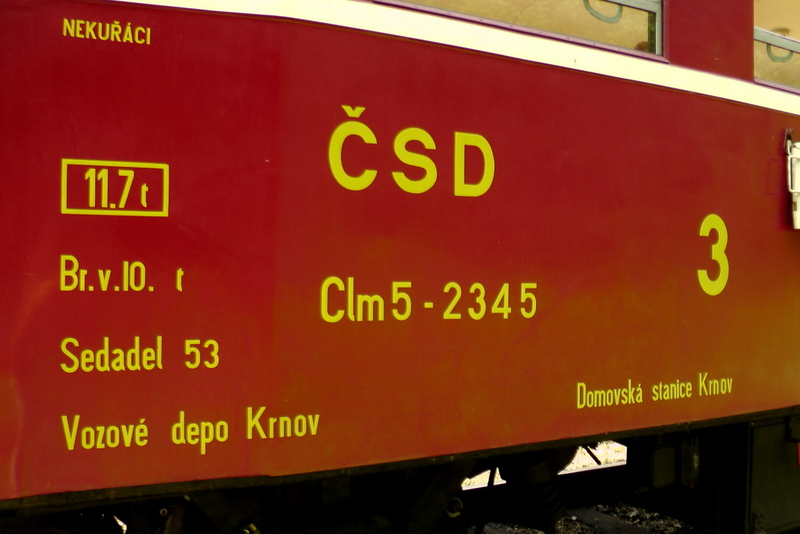 NEKUŘÁCI
ČSD
11.7 t
3
Br.v.10. t
Clm5-2345
Sedadel 53
Domovská stanice Krnov
Vozové depo Krnov